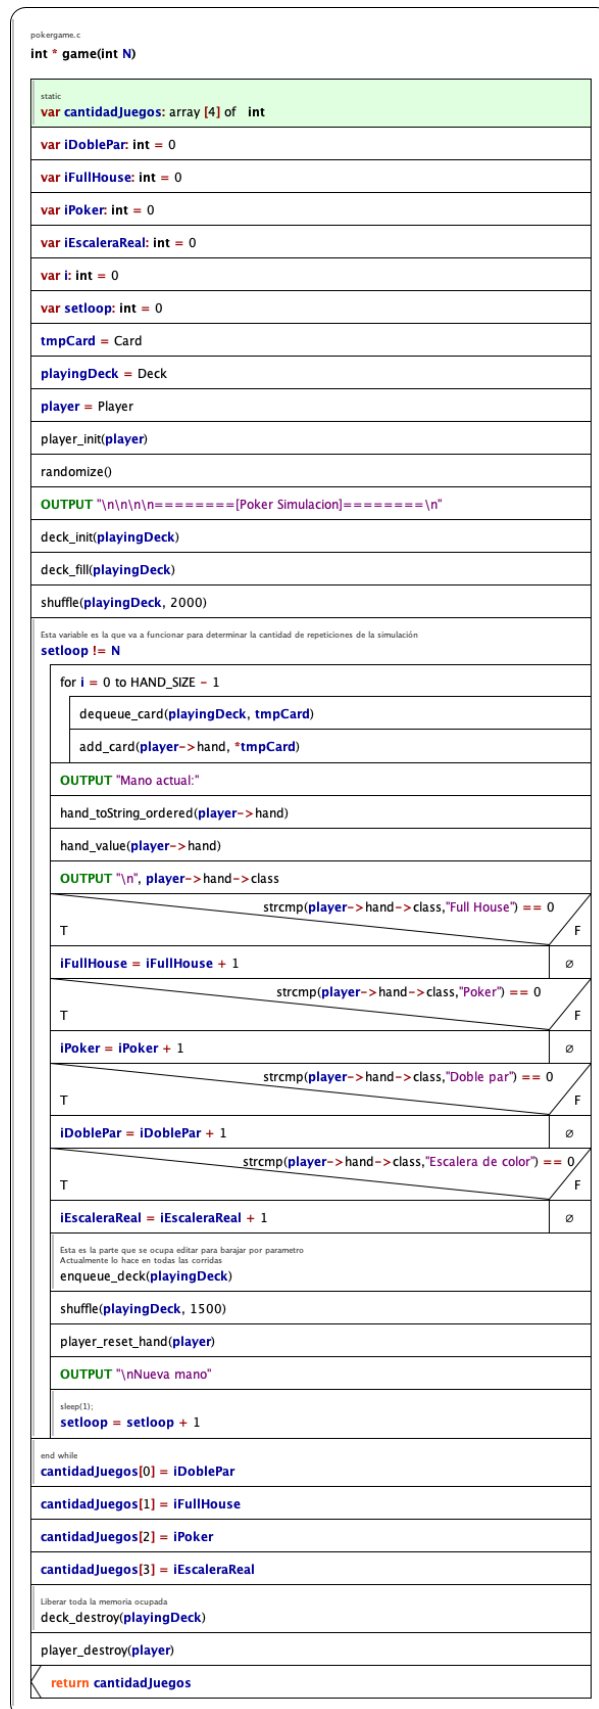 pokergame.c
int * game(int N)
static
var cantidadJuegos: array [4] of int
var iDoblePar: int = 0
var iFullHouse: int = 0
var iPoker: int = 0
var iEscaleraReal: int = 0
var i: int = 0
var setloop: int = 0
tmpCard = Card
playingDeck = Deck
player = Player
player_init(player)
randomize()
OUTPUT "\n\n\n\n========[Poker Simulacion]========\n"
deck_init(playingDeck)
deck_fill(playingDeck)
shuffle(playingDeck, 2000)
Esta variable es la que va a funcionar para determinar la cantidad de repeticiones de la simulación
setloop != N
for i = 0 to HAND_SIZE - 1
dequeue_card(playingDeck, tmpCard)
add_card(player->hand, *tmpCard)
OUTPUT "Mano actual:"
hand_toString_ordered(player->hand)
hand_value(player->hand)
OUTPUT "\n", player->hand->class
strcmp(player->hand->class,"Full House") == 0
T F
iFullHouse = iFullHouse + 1 ∅
strcmp(player->hand->class,"Poker") == 0
T F
iPoker = iPoker + 1 ∅
strcmp(player->hand->class,"Doble par") == 0
T F
iDoblePar = iDoblePar + 1 ∅
strcmp(player->hand->class,"Escalera de color") == 0
T F
iEscaleraReal = iEscaleraReal + 1 ∅
Esta es la parte que se ocupa editar para barajar por parametro
Actualmente lo hace en todas las corridas
enqueue_deck(playingDeck)
shuffle(playingDeck, 1500)
player_reset_hand(player)
OUTPUT "\nNueva mano"
sleep(1);
setloop = setloop + 1
end while
cantidadJuegos[0] = iDoblePar
cantidadJuegos[1] = iFullHouse
cantidadJuegos[2] = iPoker
cantidadJuegos[3] = iEscaleraReal
Liberar toda la memoria ocupada
deck_destroy(playingDeck)
player_destroy(player)
return cantidadJuegos